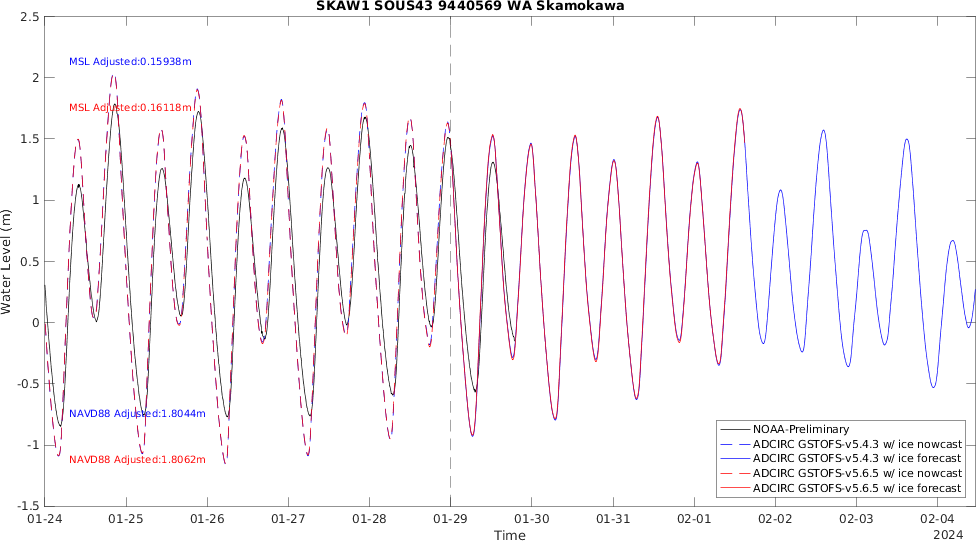 SKAW1 SOUS43 9440569 WA Skamokawa
2.5
2
1.5
1
0.5
0
-0.5
-1
-1.5
Water Level (m)
MSL Adjusted:0.15938m
MSL Adjusted:0.16118m
NAVD88 Adjusted:1.8044m
NAVD88 Adjusted:1.8062m
NOAA-Preliminary
ADCIRC GSTOFS-v5.4.3 w/ ice nowcast
ADCIRC GSTOFS-v5.4.3 w/ ice forecast
ADCIRC GSTOFS-v5.6.5 w/ ice nowcast
ADCIRC GSTOFS-v5.6.5 w/ ice forecast
01-24 01-25 01-26 01-27 01-28 01-29 01-30 01-31 02-01 02-02 02-03 02-04
Time
2024